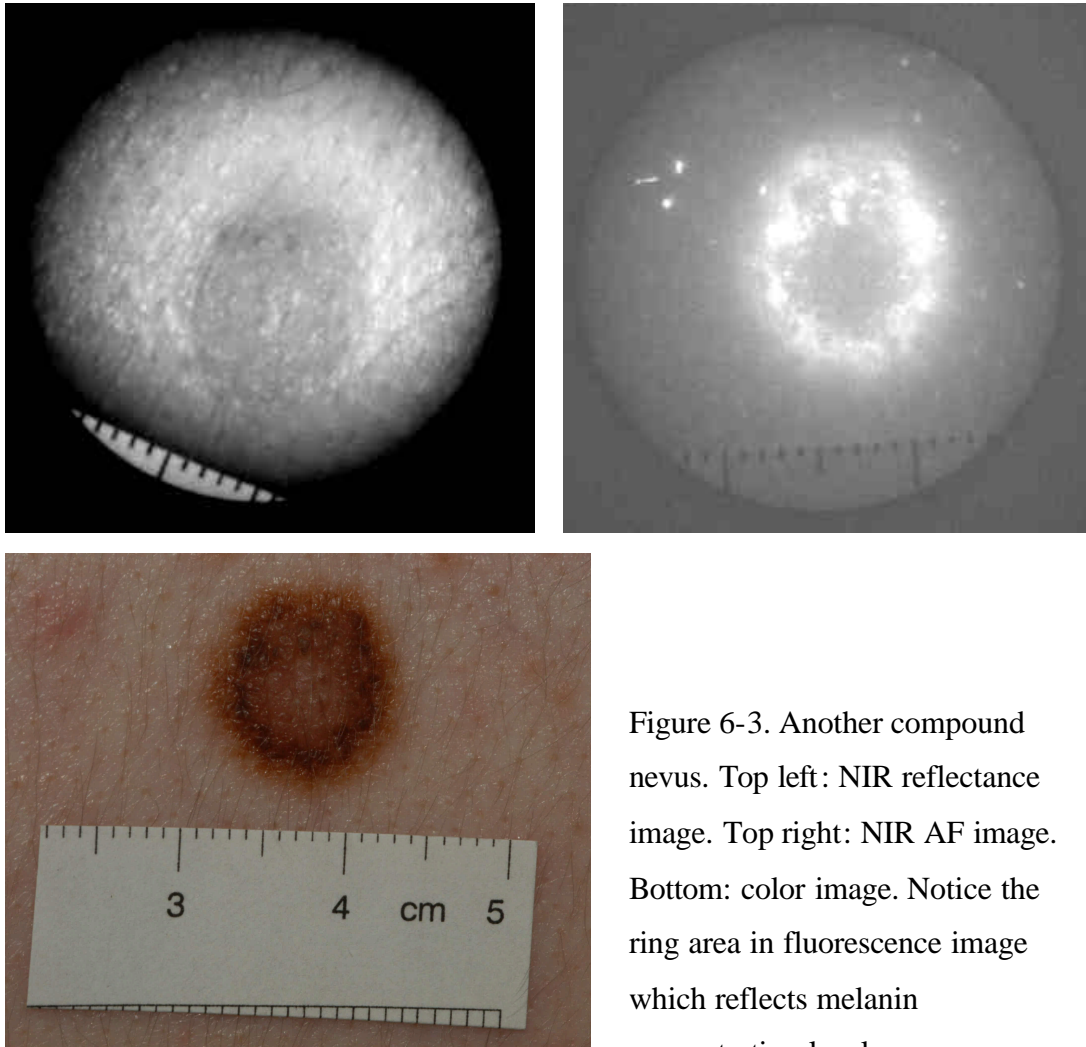 3 4 cm 5
Figure 6-3. Another compound
nevus. Top left: NIR reflectance
image. Top right: NIR AF image.
Bottom: color image. Notice the
ring area in fluorescence image
which reflects melanin